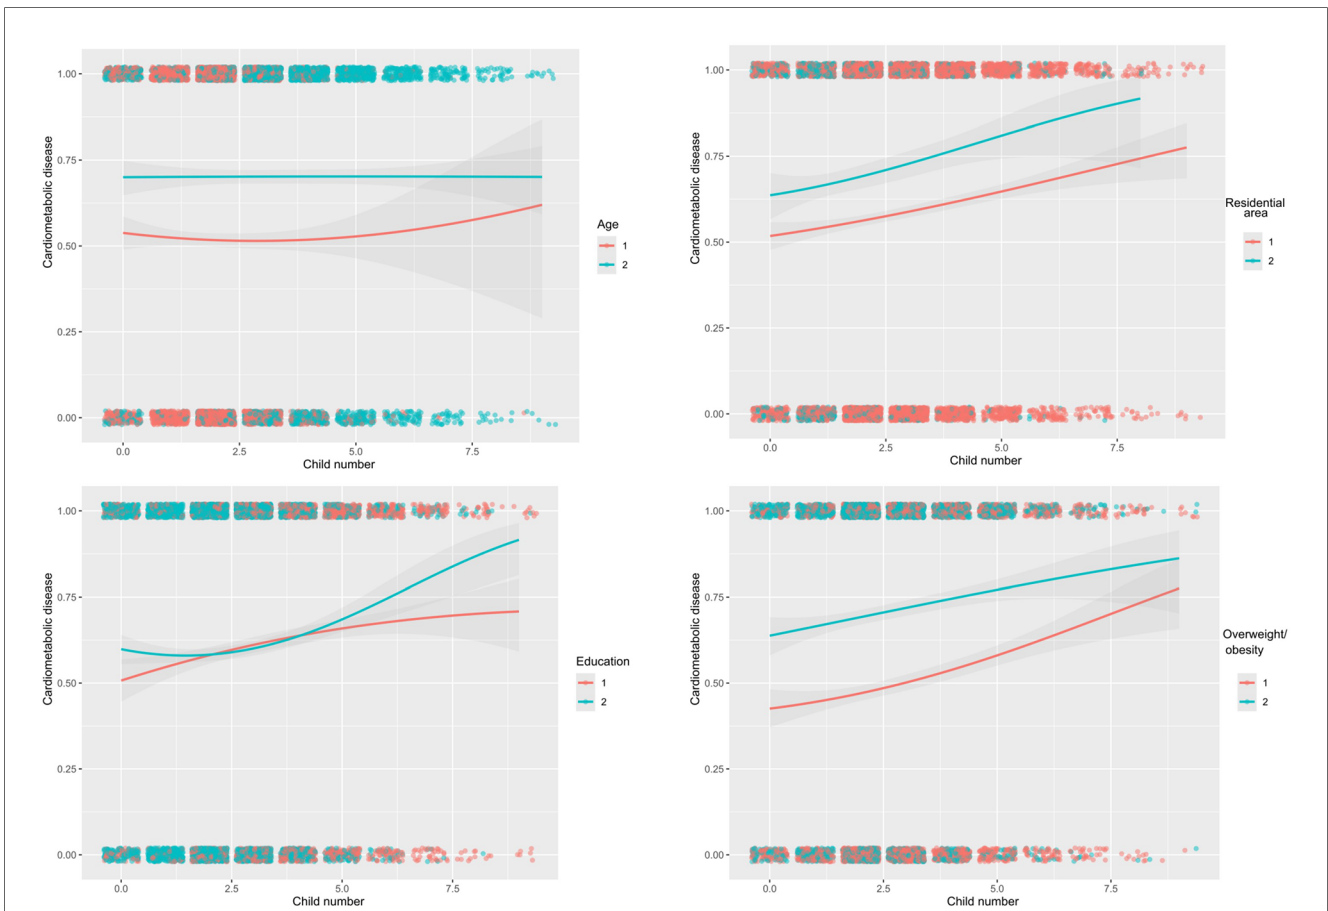 Cardiometabolic disease
1.00
0.75
0.50
0.25
0.00
0.0 2.5 5.0 7.5
Child number
Age
1
2
Cardiometabolic disease
1.00
0.75
0.50
0.25
0.00
0.0 2.5 5.0 7.5
Child number
Residential
area
1
2
Cardiometabolic disease
1.00
0.75
0.50
0.25
0.00
0.0 2.5 5.0 7.5
Child number
Education
1
2
Cardiometabolic disease
1.00
0.75
0.50
0.25
0.00
0.0 2.5 5.0 7.5
Child number
Overweight/
obesity
1
2